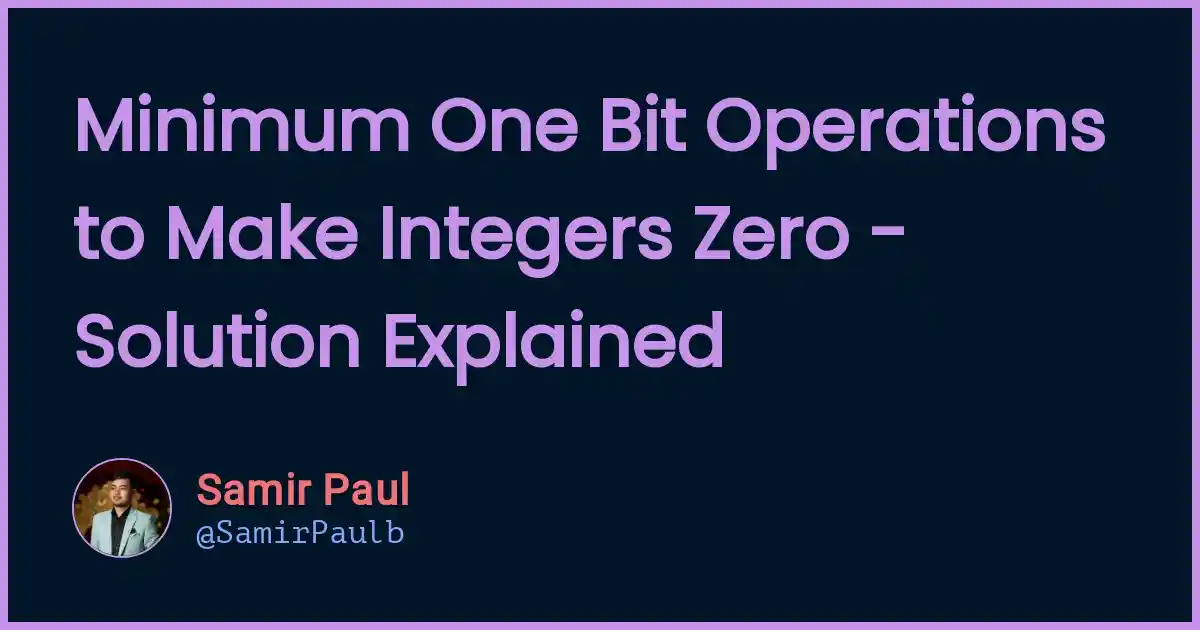 Minimum One Bit Operations
to Make Integers Zero -
Solution Explained
Samir Paul
@SamirPaulb